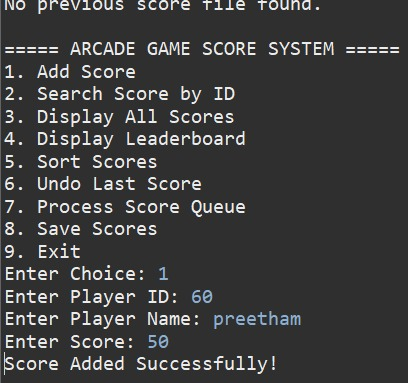 No previous score file found.
===== ARCADE GAME SCORE SYSTEM =====
1. Add Score
2. Search Score by ID
3. Display All Scores
4. Display Leaderboard
5. Sort Scores
6. Undo Last Score
7. Process Score Queue
8. Save Scores
9. Exit
Enter Choice: 1
Enter Player ID: 60
Enter Player Name: preetham
Enter Score: 50
Score Added Successfully!